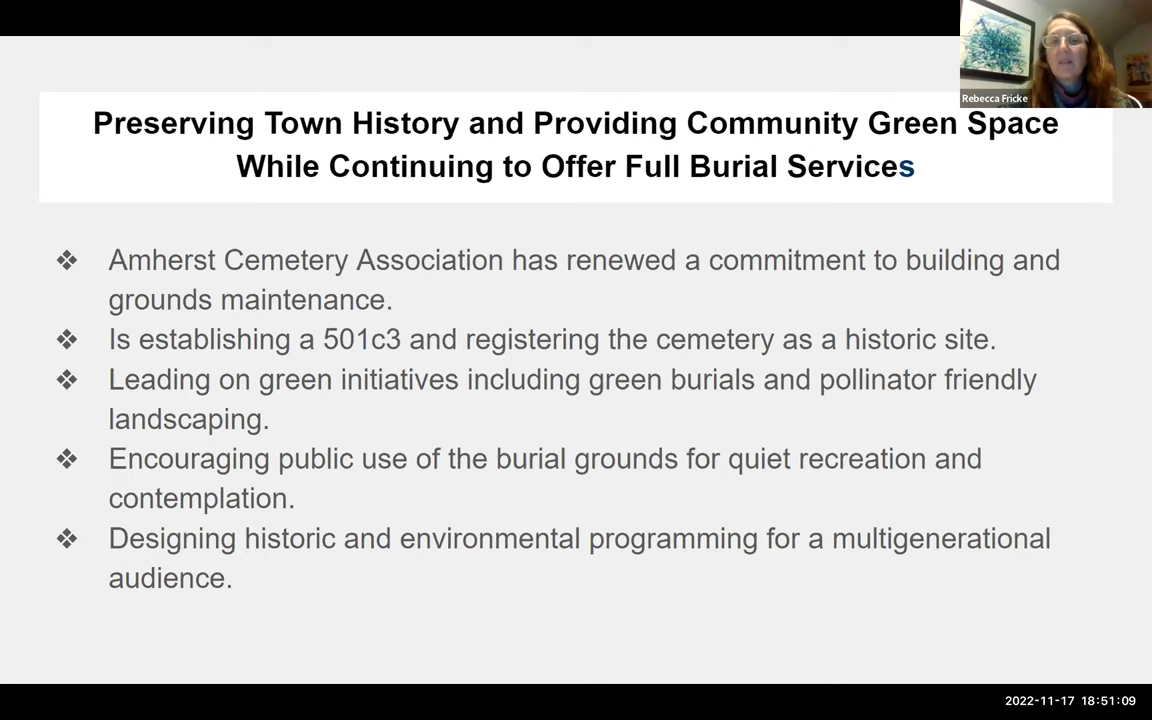 Rebecca Fricke
Preserving Town History and Providing Community Green Space
While Continuing to Offer Full Burial Services
❖ Amherst Cemetery Association has renewed a commitment to building and
grounds maintenance.
❖ Is establishing a 501c3 and registering the cemetery as a historic site.
❖ Leading on green initiatives including green burials and pollinator friendly
landscaping.
❖ Encouraging public use of the burial grounds for quiet recreation and
contemplation.
❖ Designing historic and environmental programming for a multigenerational
audience.
2022-11-17 18:51:09